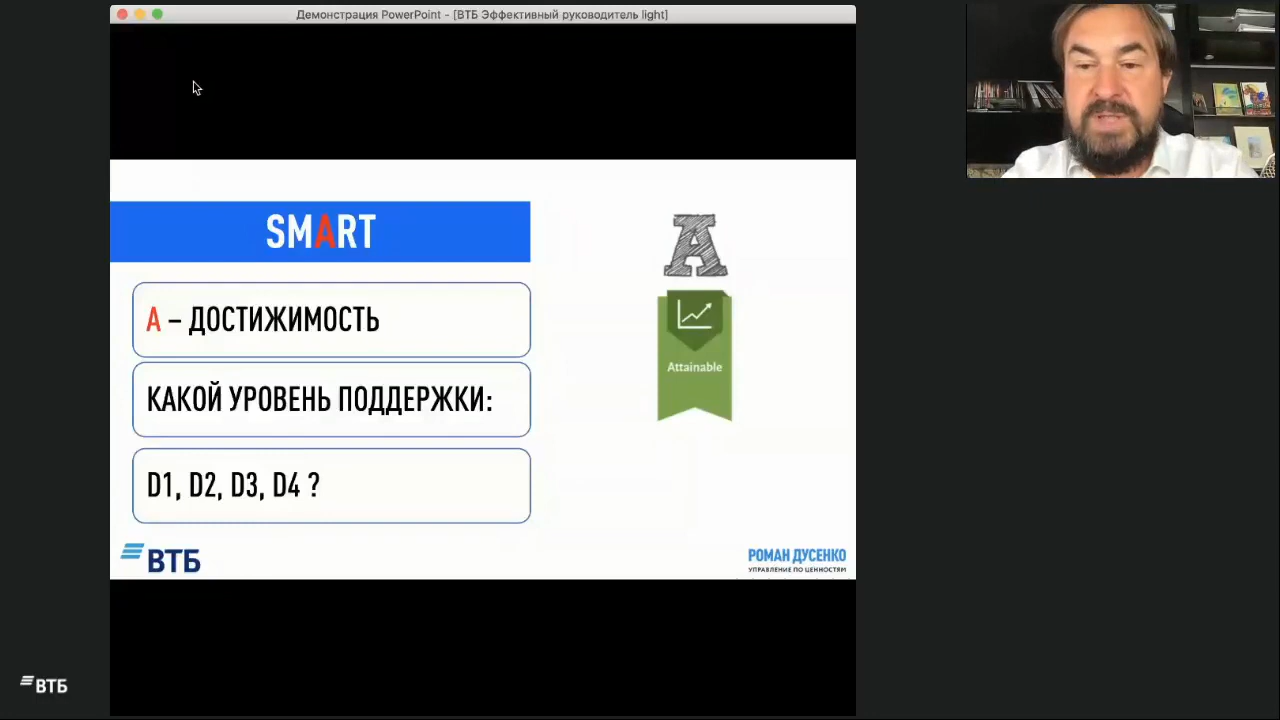 Демонстрация PowerPoint - [ВТБ Эффективный руководитель light]
SMART
A – ДОСТИЖИМОСТЬ
КАКОЙ УРОВЕНЬ ПОДДЕРЖКИ:
D1, D2, D3, D4 ?
A
Attainable
ВТБ
РОМАН ДУСЕНКО
УПРАВЛЕНИЕ ПО ЦЕННОСТЯМ
ВТБ